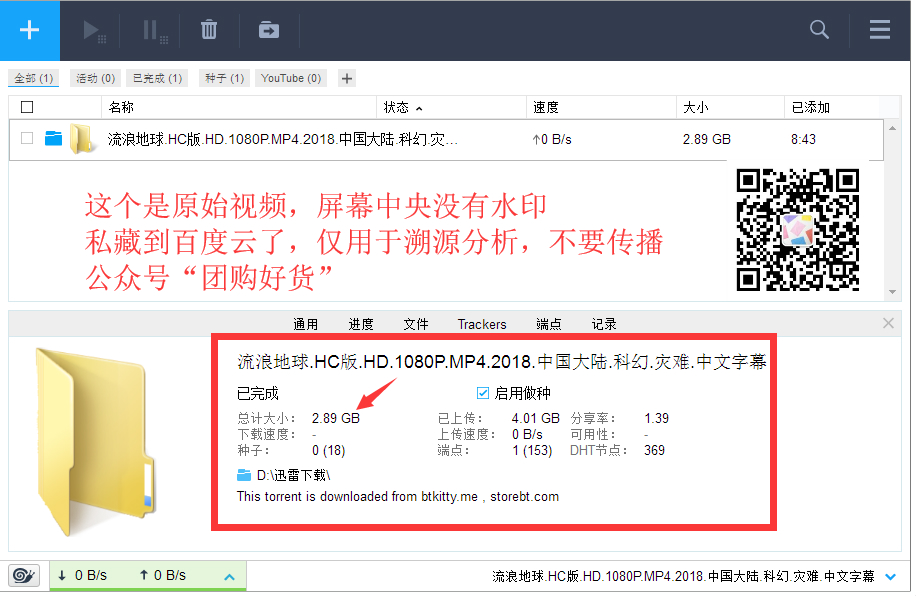 全部 (1) 活动 (0) 已完成 (1) 种子 (1) YouTube (0) +
名称 状态 速度 大小 已添加
流浪地球.HC版.HD.1080P.MP4.2018.中国大陆.科幻.灾... ↑0 B/s 2.89 GB 8:43
这个是原始视频，屏幕中央没有水印
私藏到百度云了，仅用于溯源分析，不要传播
公众号“团购好货”
通用 进度 文件 Trackers 端点 记录
流浪地球.HC版.HD.1080P.MP4.2018.中国大陆.科幻.灾难.中文字幕
已完成 启用做种
总计大小: 2.89 GB 已上传: 4.01 GB 分享率: 1.39
下载速度: - 上传速度: 0 B/s 可用性: -
种子: 0 (18) 端点: 1 (153) DHT节点: 369
D:\迅雷下载\
This torrent is downloaded from btkitty.me , storebt.com
↓ 0 B/s ↑ 0 B/s 流浪地球.HC版.HD.1080P.MP4.2018.中国大陆.科幻.灾难.中文字幕